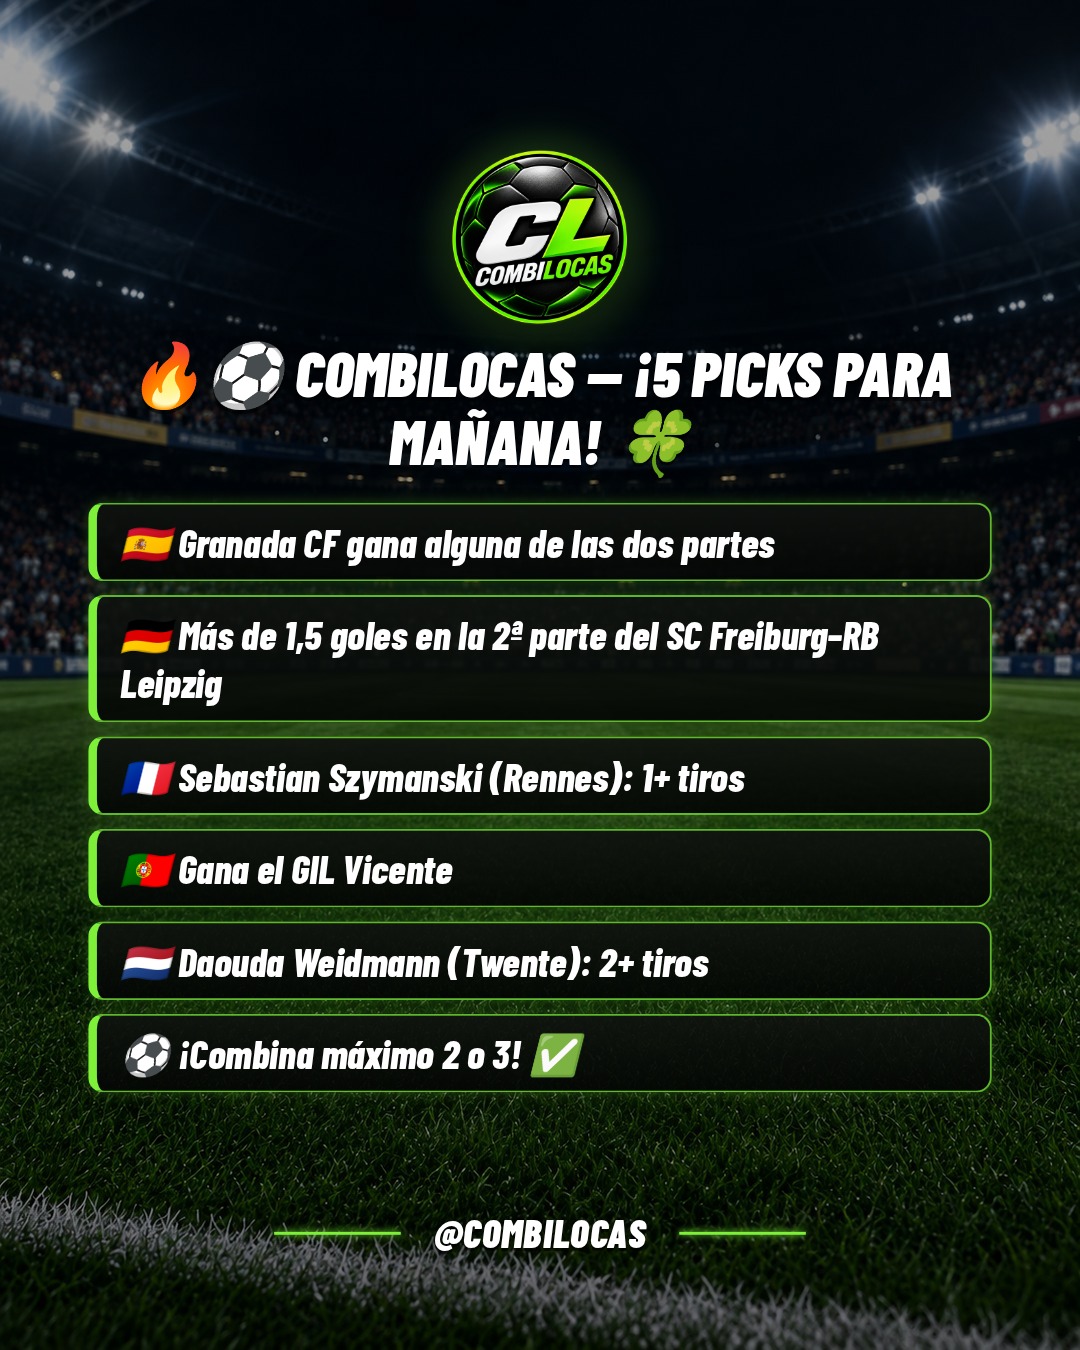 CL
COMBILOCAS
🔥⚽ COMBILOCAS – ¡5 PICKS PARA
MAÑANA! 🍀
🇪🇸 Granada CF gana alguna de las dos partes
🇩🇪 Más de 1,5 goles en la 2ª parte del SC Freiburg-RB
Leipzig
🇫🇷 Sebastian Szymanski (Rennes): 1+ tiros
🇵🇹 Gana el GIL Vicente
🇳🇱 Daouda Weidmann (Twente): 2+ tiros
⚽ ¡Combina máximo 2 o 3! ✅
@COMBILOCAS